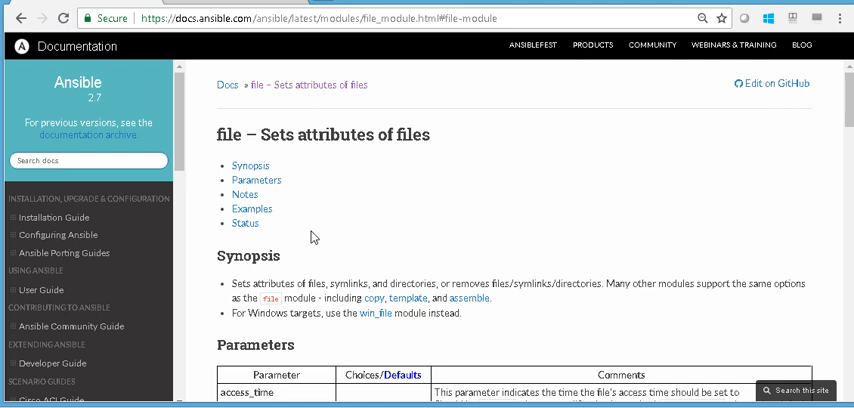 Secure https://docs.ansible.com/ansible/latest/modules/file_module.html#file-module
A Documentation
ANSIBLEFEST PRODUCTS COMMUNITY WEBINARS & TRAINING BLOG
Ansible
2.7
For previous versions, see the
documentation archive.
Search docs
INSTALLATION, UPGRADE & CONFIGURATION
Installation Guide
Configuring Ansible
Ansible Porting Guides
USING ANSIBLE
User Guide
CONTRIBUTING TO ANSIBLE
Ansible Community Guide
EXTENDING ANSIBLE
Developer Guide
SCENARIO GUIDES
Cisco ACI Guide
Docs » file – Sets attributes of files
Edit on GitHub
file – Sets attributes of files
Synopsis
Parameters
Notes
Examples
Status
Synopsis
Sets attributes of files, symlinks, and directories, or removes files/symlinks/directories. Many other modules support the same options
as the file module - including copy, template, and assemble.
For Windows targets, use the win_file module instead.
Parameters
Parameter Choices/Defaults Comments
access_time This parameter indicates the time the file's access time should be set to
Search this site